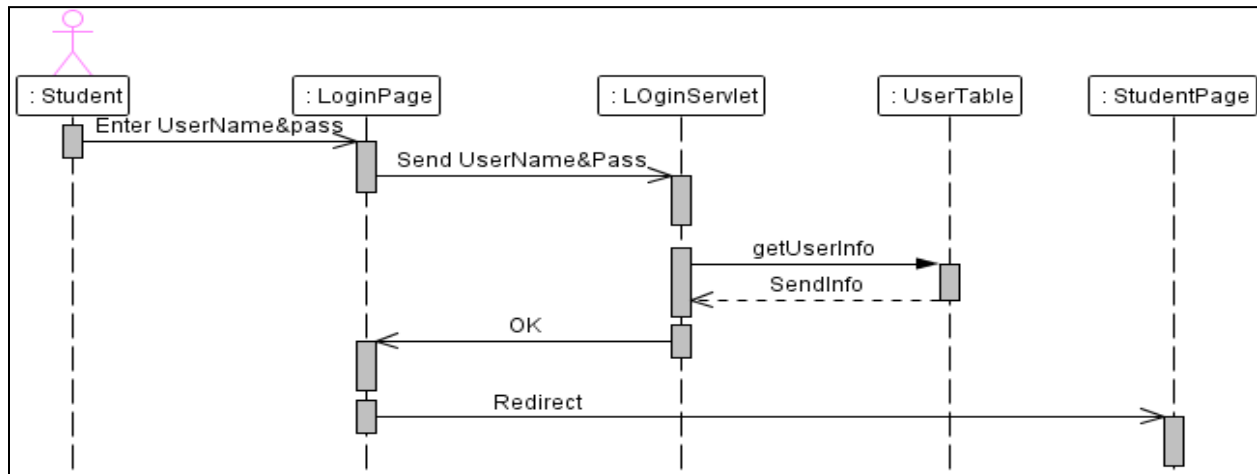 : Student
: LoginPage
: LOginServlet
: UserTable
: StudentPage
Enter UserName&pass
Send UserName&Pass
getUserInfo
SendInfo
OK
Redirect